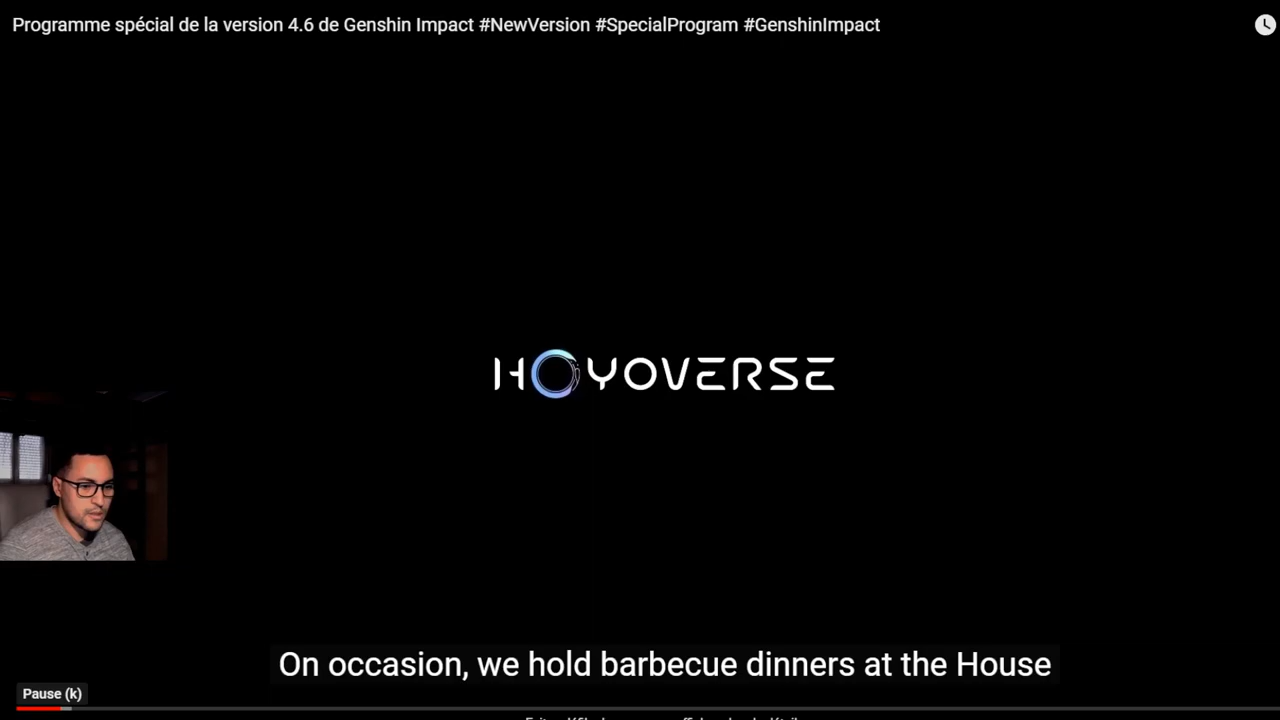 Programme spécial de la version 4.6 de Genshin Impact #NewVersion #SpecialProgram #GenshinImpact
HOYOVERSE
On occasion, we hold barbecue dinners at the House
Pause (k)